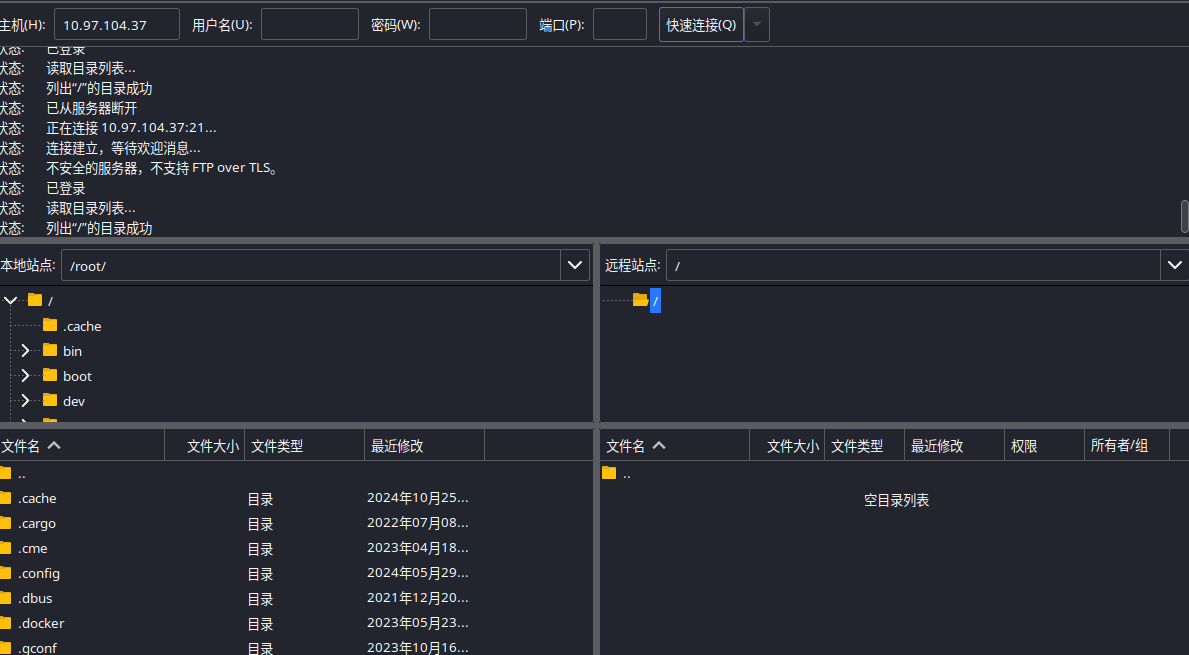 主机(H): 10.97.104.37 用户名(U): 密码(W): 端口(P): 快速连接(Q)
状态: 已登录
状态: 读取目录列表...
状态: 列出“/”的目录成功
状态: 已从服务器断开
状态: 正在连接 10.97.104.37:21...
状态: 连接建立，等待欢迎消息...
状态: 不安全的服务器，不支持 FTP over TLS。
状态: 已登录
状态: 读取目录列表...
状态: 列出“/”的目录成功
本地站点: /root/
/
.cache
bin
boot
dev
远程站点: /
/
文件名 文件大小 文件类型 最近修改
..
.cache 目录 2024年10月25...
.cargo 目录 2022年07月08...
.cme 目录 2023年04月18...
.config 目录 2024年05月29...
.dbus 目录 2021年12月20...
.docker 目录 2023年05月23...
.gconf 目录 2023年10月16...
文件名 文件大小 文件类型 最近修改 权限 所有者/组
..
空目录列表